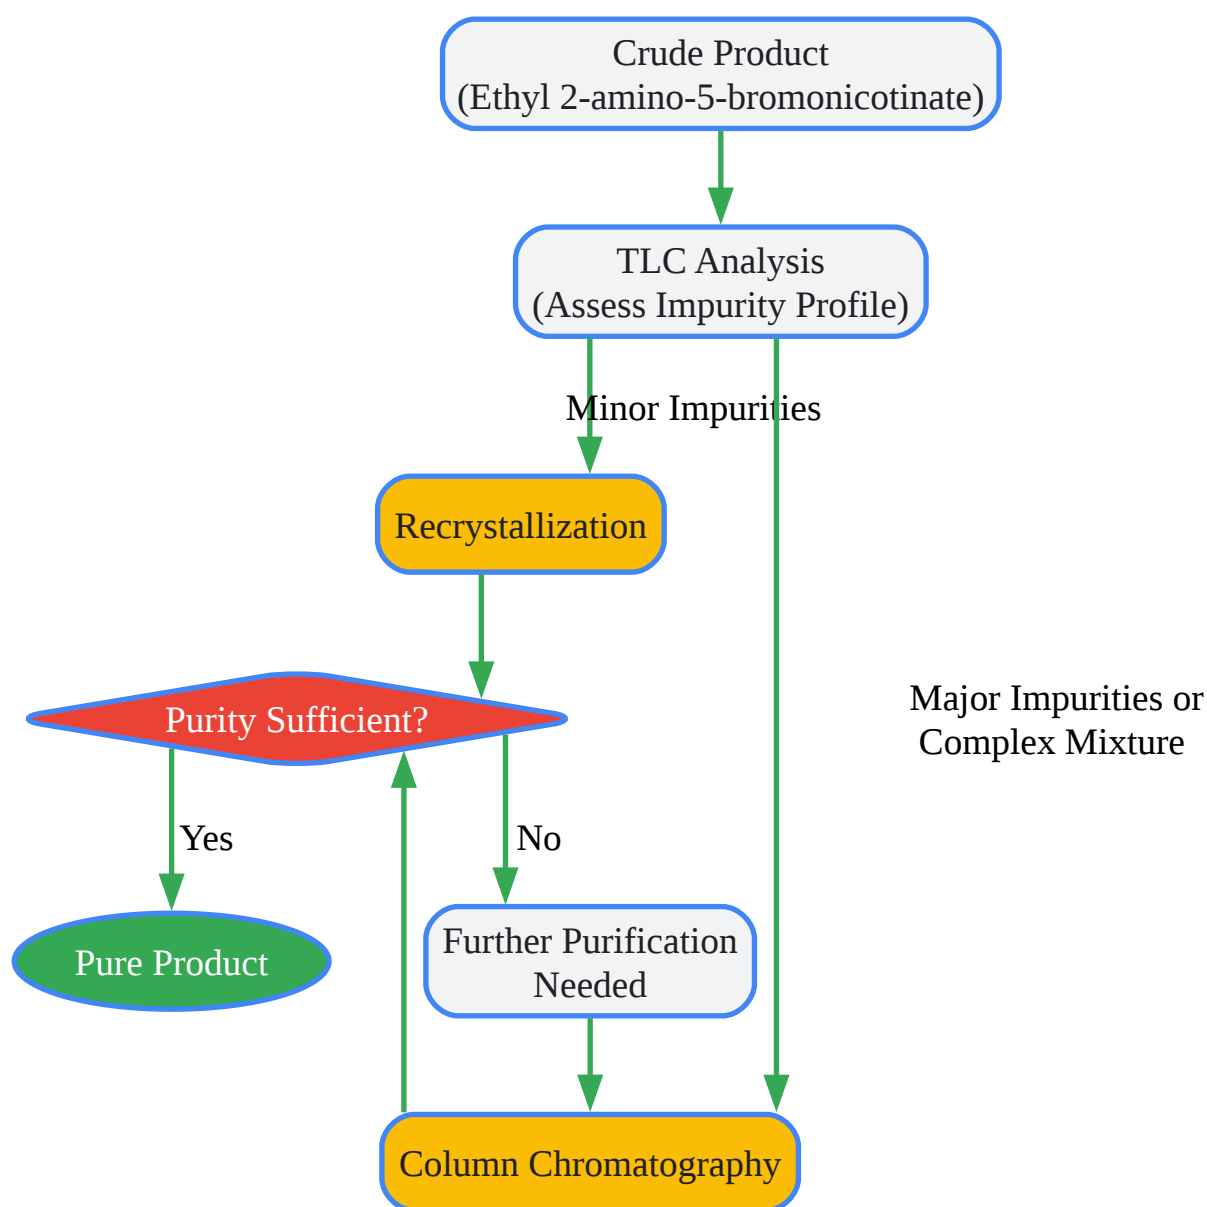 Crude Product
(Ethyl 2-amino-5-bromonicotinate)
TLC Analysis
(Assess Impurity Profile)
Minor Impurities
Recrystallization
Major Impurities or
Complex Mixture
Purity Sufficient?
Yes
No
Pure Product
Further Purification
Needed
Column Chromatography